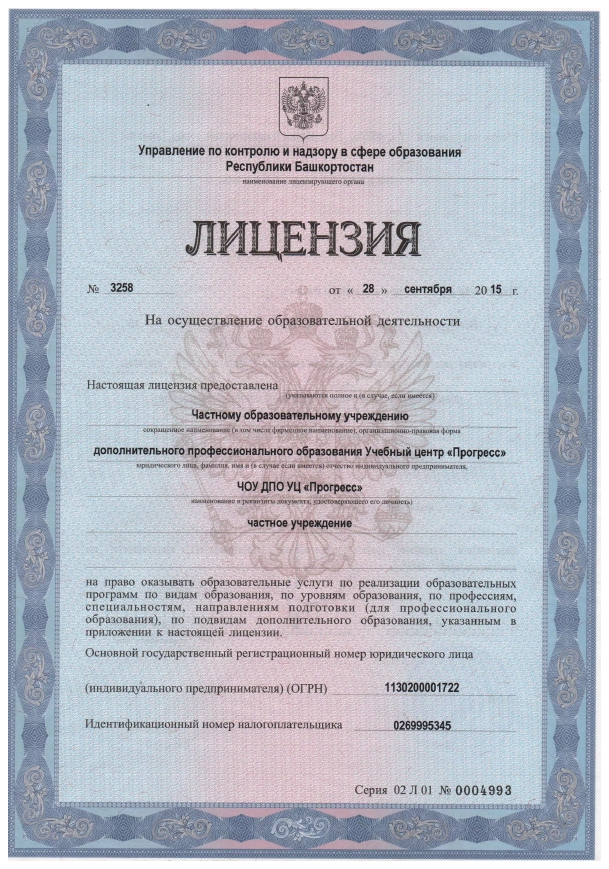 Управление по контролю и надзору в сфере образования
Республики Башкортостан
наименование лицензирующего органа
ЛИЦЕНЗИЯ
№ 3258 от « 28 » сентября 20 15 г.
На осуществление образовательной деятельности
Настоящая лицензия предоставлена
(указываются полное и (в случае, если имеется)
Частному образовательному учреждению
сокращенное наименование (в том числе фирменное наименование), организационно-правовая форма
дополнительного профессионального образования Учебный центр «Прогресс»
юридического лица, фамилия, имя и (в случае если имеется) отчество индивидуального предпринимателя,
ЧОУ ДПО УЦ «Прогресс»
наименование и реквизиты документа, удостоверяющего его личность)
частное учреждение
на право оказывать образовательные услуги по реализации образовательных
программ по видам образования, по уровням образования, по профессиям,
специальностям, направлениям подготовки (для профессионального
образования), по подвидам дополнительного образования, указанным в
приложении к настоящей лицензии.
Основной государственный регистрационный номер юридического лица
(индивидуального предпринимателя) (ОГРН) 1130200001722
Идентификационный номер налогоплательщика 0269995345
Серия 02 Л 01 № 0004993